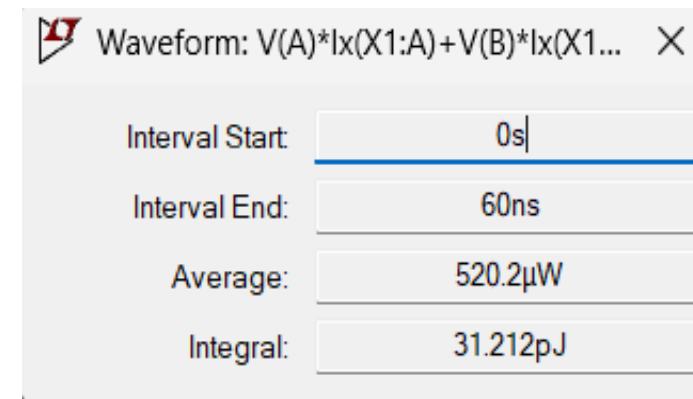 Waveform: V(A)*Ix(X1:A)+V(B)*Ix(X1...
Interval Start: 0s
Interval End: 60ns
Average: 520.2µW
Integral: 31.212pJ